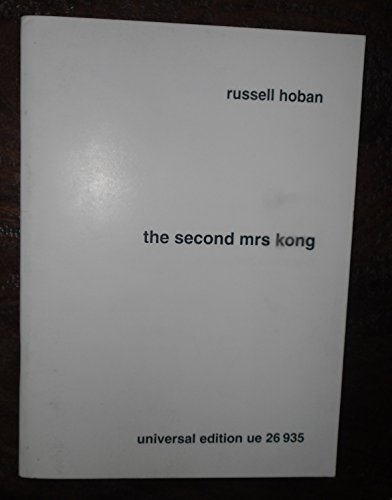 russell hoban
the second mrs kong
universal edition ue 26 935